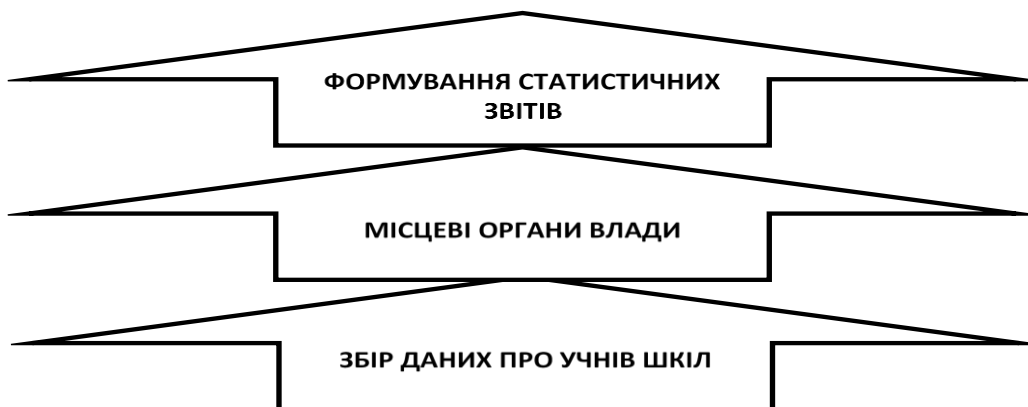 ФОРМУВАННЯ СТАТИСТИЧНИХ
ЗВІТІВ
МІСЦЕВІ ОРГАНИ ВЛАДИ
ЗБІР ДАНИХ ПРО УЧНІВ ШКІЛ